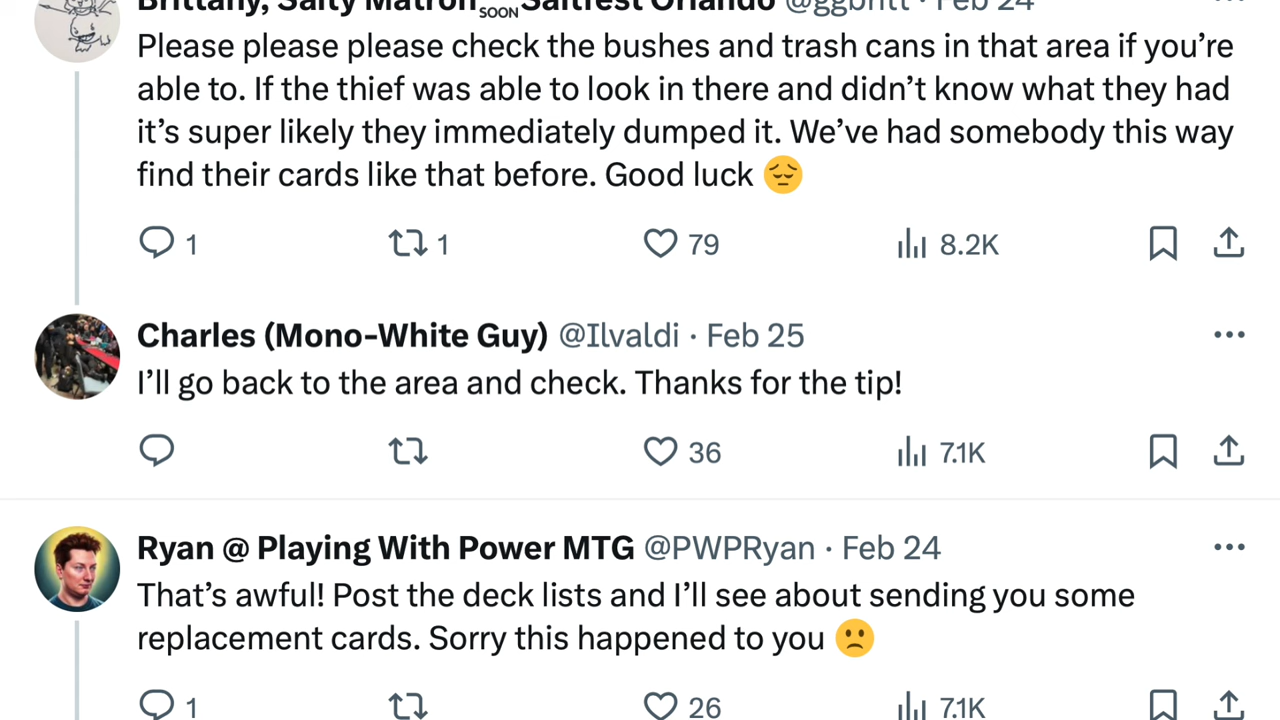 Brittany, Salty Matron SOON Saltfest Orlando @ggbritt · Feb 24
Please please please check the bushes and trash cans in that area if you’re
able to. If the thief was able to look in there and didn’t know what they had
it’s super likely they immediately dumped it. We’ve had somebody this way
find their cards like that before. Good luck 😔
1 1 79 8.2K
Charles (Mono-White Guy) @Ilvaldi · Feb 25
I’ll go back to the area and check. Thanks for the tip!
36 7.1K
Ryan @ Playing With Power MTG @PWPRyan · Feb 24
That’s awful! Post the deck lists and I’ll see about sending you some
replacement cards. Sorry this happened to you 🙁
1 26 7.1K